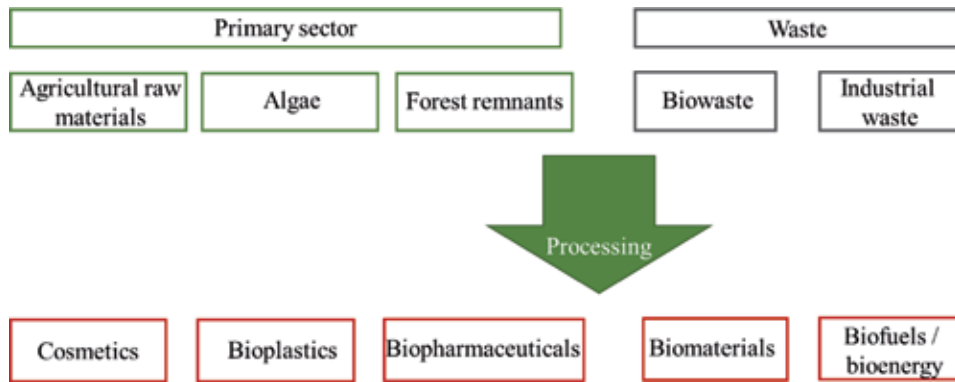 Primary sector
Waste
Agricultural raw
materials
Algae
Forest remnants
Biowaste
Industrial
waste
Processing
Cosmetics
Bioplastics
Biopharmaceuticals
Biomaterials
Biofuels /
bioenergy